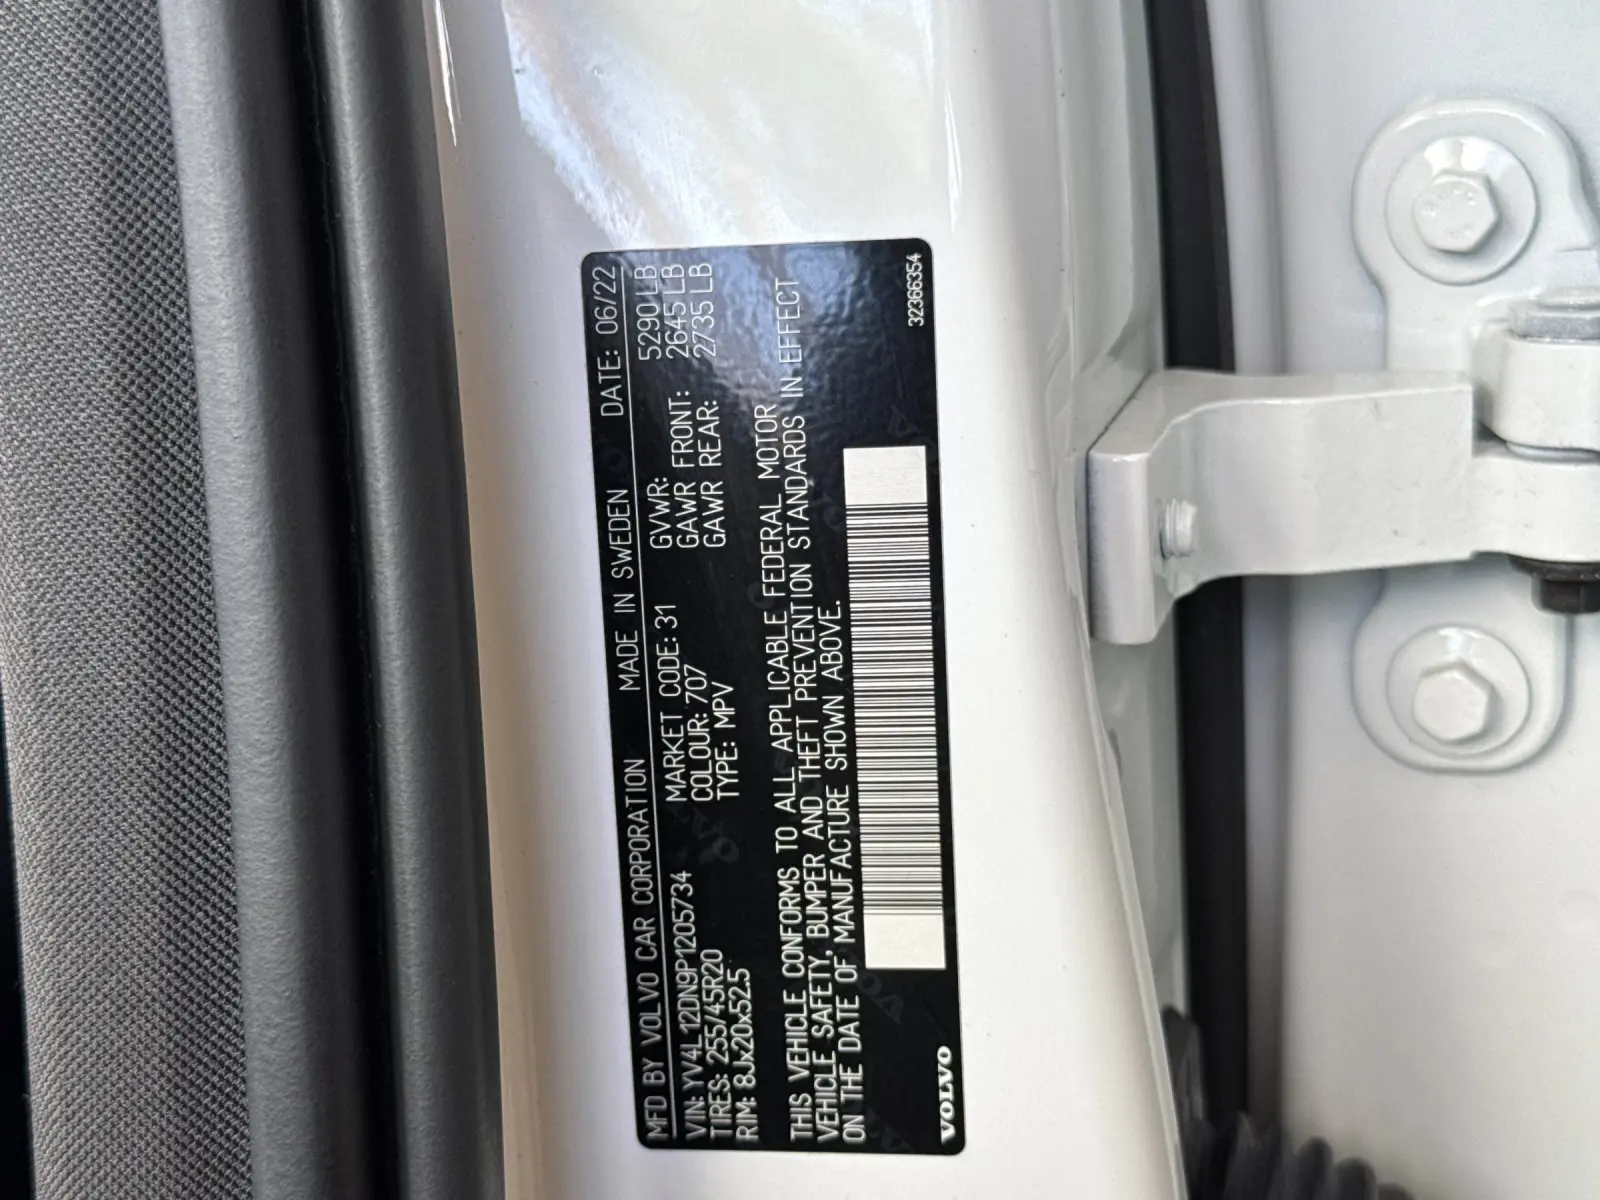 MFD BY VOLVO CAR CORPORATION MADE IN SWEDEN DATE: 06/22
VIN: YV4L12DN9P1205734 MARKET CODE: 31 GVWR: 5290 LB
TIRES: 255/45R20 COLOUR: 707 GAWR FRONT: 2645 LB
RIM: 8Jx20x52.5 TYPE: MPV GAWR REAR: 2735 LB
THIS VEHICLE CONFORMS TO ALL APPLICABLE FEDERAL MOTOR
VEHICLE SAFETY, BUMPER AND THEFT PREVENTION STANDARDS IN EFFECT
ON THE DATE OF MANUFACTURE SHOWN ABOVE.
VOLVO 32366354